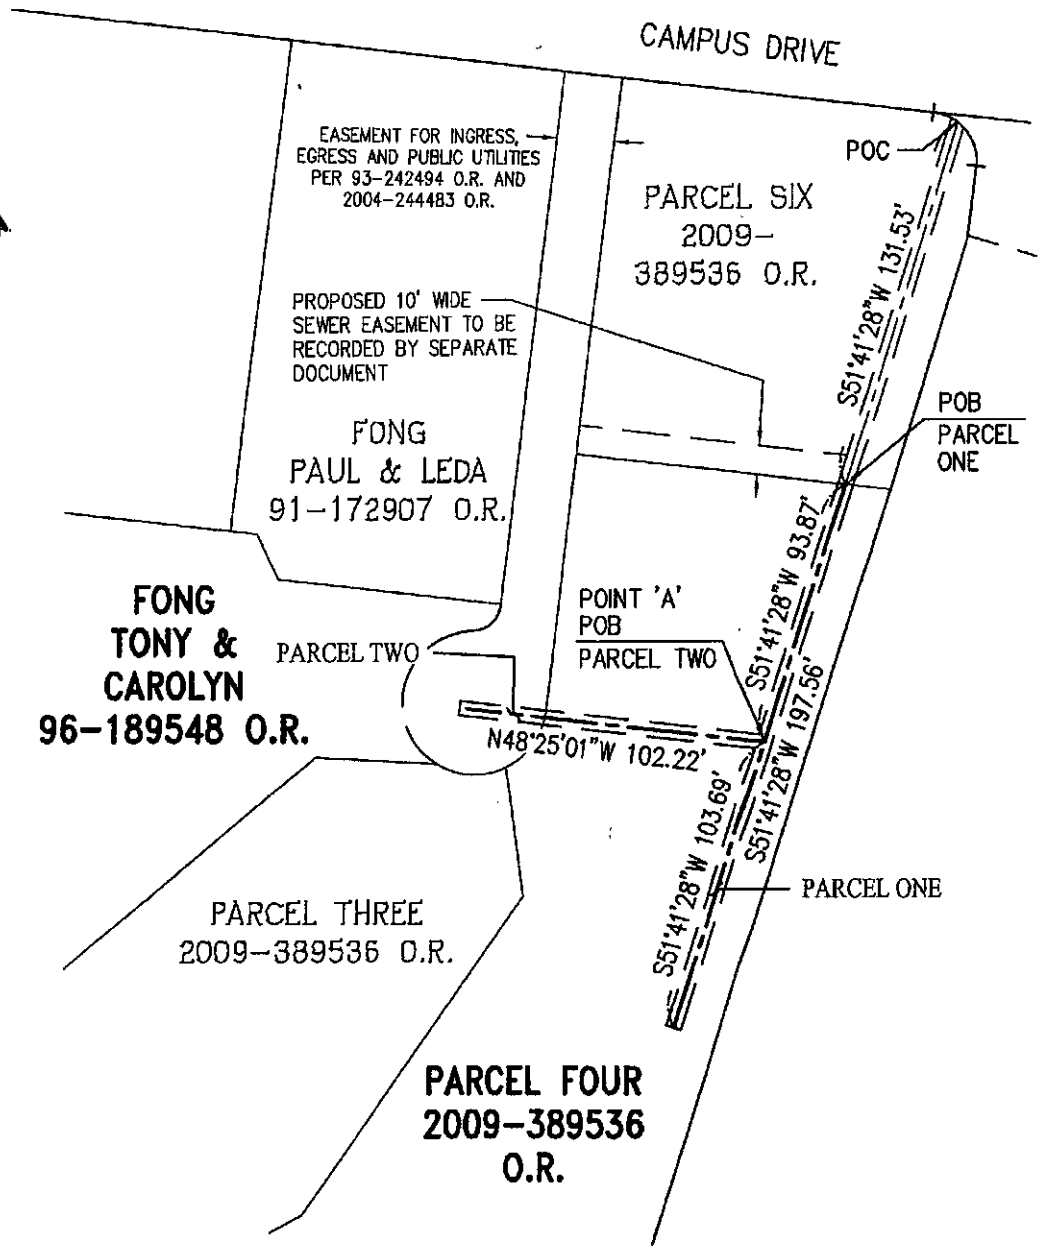 CAMPUS DRIVE
EASEMENT FOR INGRESS,
EGRESS AND PUBLIC UTILITIES
PER 93-242494 O.R. AND
2004-244483 O.R.
POC
PARCEL SIX
2009-
389536 O.R.
S51°41'28"W 131.53'
PROPOSED 10' WIDE
SEWER EASEMENT TO BE
RECORDED BY SEPARATE
DOCUMENT
POB
PARCEL
ONE
FONG
PAUL & LEDA
91-172907 O.R.
S51°41'28"W 93.87'
FONG
TONY &
CAROLYN
96-189548 O.R.
PARCEL TWO
POINT 'A'
POB
PARCEL TWO
N48°25'01"W 102.22'
S51°41'28"W 197.56'
S51°41'28"W 103.69'
PARCEL ONE
PARCEL THREE
2009-389536 O.R.
PARCEL FOUR
2009-389536
O.R.